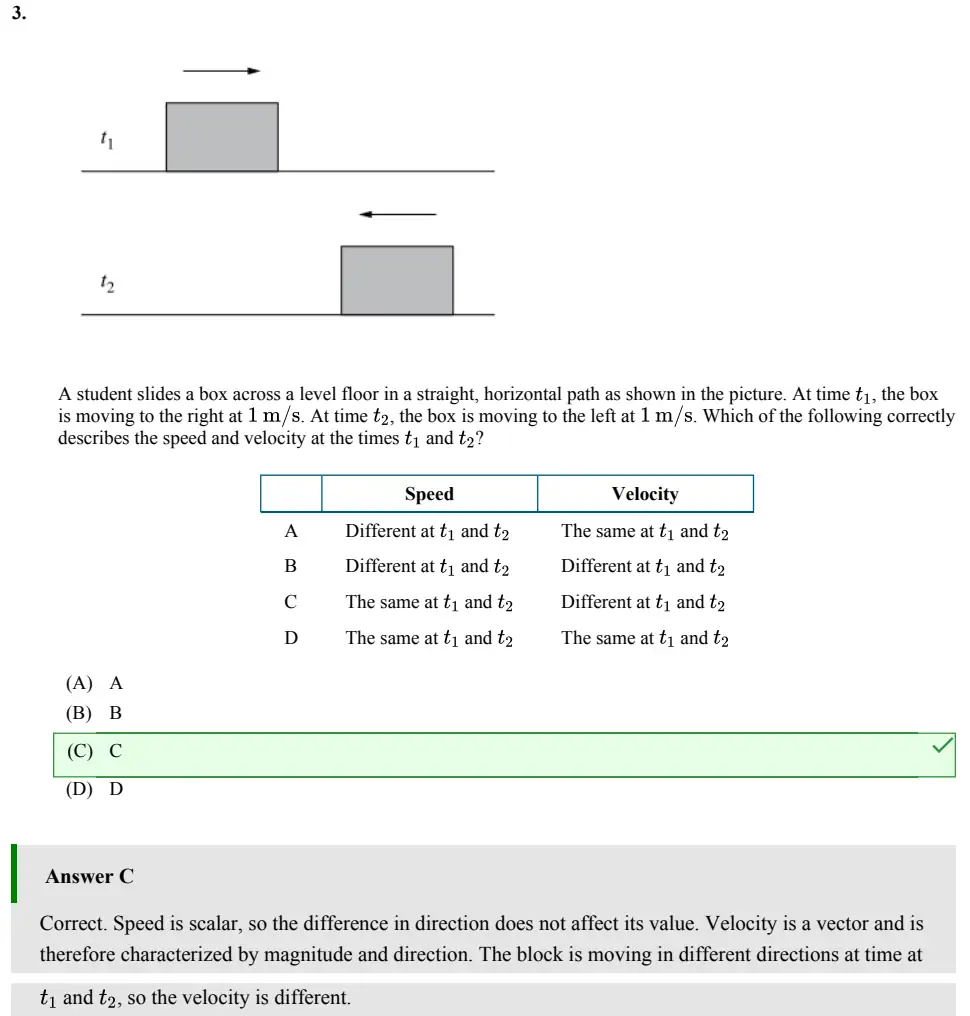 3.
t₁
t₂
A student slides a box across a level floor in a straight, horizontal path as shown in the picture. At time t₁, the box
is moving to the right at 1 m/s. At time t₂, the box is moving to the left at 1 m/s. Which of the following correctly
describes the speed and velocity at the times t₁ and t₂?
Speed Velocity
A Different at t₁ and t₂ The same at t₁ and t₂
B Different at t₁ and t₂ Different at t₁ and t₂
C The same at t₁ and t₂ Different at t₁ and t₂
D The same at t₁ and t₂ The same at t₁ and t₂
(A) A
(B) B
(C) C
(D) D
Answer C
Correct. Speed is scalar, so the difference in direction does not affect its value. Velocity is a vector and is
therefore characterized by magnitude and direction. The block is moving in different directions at time at
t₁ and t₂, so the velocity is different.